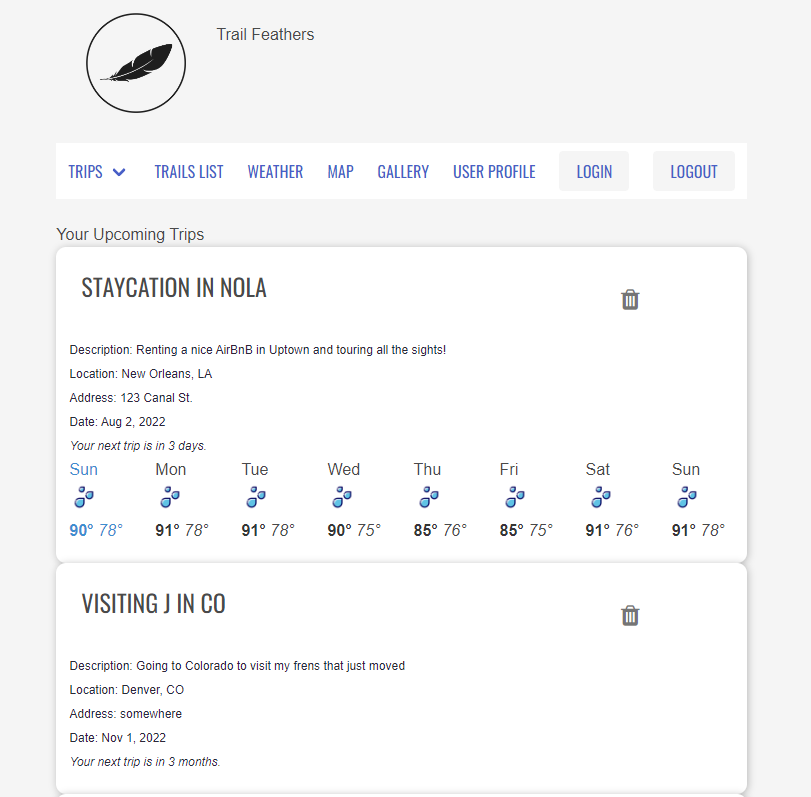 Trail Feathers
TRIPS TRAILS LIST WEATHER MAP GALLERY USER PROFILE LOGIN LOGOUT
Your Upcoming Trips
STAYCATION IN NOLA
Description: Renting a nice AirBnB in Uptown and touring all the sights!
Location: New Orleans, LA
Address: 123 Canal St.
Date: Aug 2, 2022
Your next trip is in 3 days.
Sun Mon Tue Wed Thu Fri Sat Sun
90° 78° 91° 78° 91° 78° 90° 75° 85° 76° 85° 75° 91° 76° 91° 78°
VISITING J IN CO
Description: Going to Colorado to visit my frens that just moved
Location: Denver, CO
Address: somewhere
Date: Nov 1, 2022
Your next trip is in 3 months.